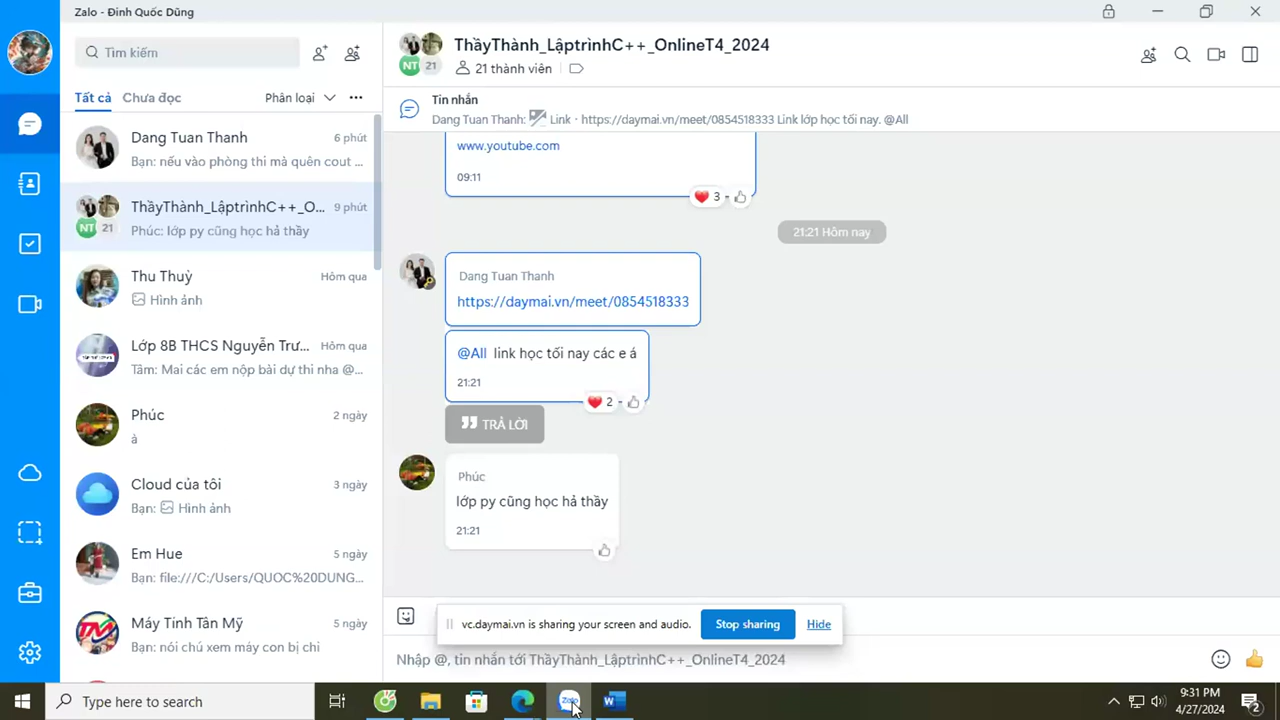 Zalo - Đinh Quốc Dũng
Tìm kiếm
Tất cả
Chưa đọc
Phân loại
Dang Tuan Thanh
6 phút
Bạn: nếu vào phòng thi mà quên cout ...
ThầyThành_LậptrìnhC++_O...
9 phút
NT 21
Phúc: lớp py cũng học hả thầy
Thu Thuỷ
Hôm qua
Hình ảnh
Lớp 8B THCS Nguyễn Trư...
Hôm qua
Tâm: Mai các em nộp bài dự thi nha @...
Phúc
2 ngày
à
Cloud của tôi
3 ngày
Bạn: Hình ảnh
Em Hue
5 ngày
Bạn: file:///C:/Users/QUOC%20DUNG...
Máy Tính Tân Mỹ
5 ngày
Bạn: nói chú xem máy con bị chi
ThầyThành_LậptrìnhC++_OnlineT4_2024
NT 21
21 thành viên
Tin nhắn
Dang Tuan Thanh: Link · https://daymai.vn/meet/0854518333 Link lớp học tối nay. @All
www.youtube.com
09:11
3
21:21 Hôm nay
Dang Tuan Thanh
https://daymai.vn/meet/0854518333
@All link học tối nay các e á
21:21
2
TRẢ LỜI
Phúc
lớp py cũng học hả thầy
21:21
vc.daymai.vn is sharing your screen and audio.
Stop sharing
Hide
Nhập @, tin nhắn tới ThầyThành_LậptrìnhC++_OnlineT4_2024
Type here to search
Zalo
W
9:31 PM
4/27/2024
2